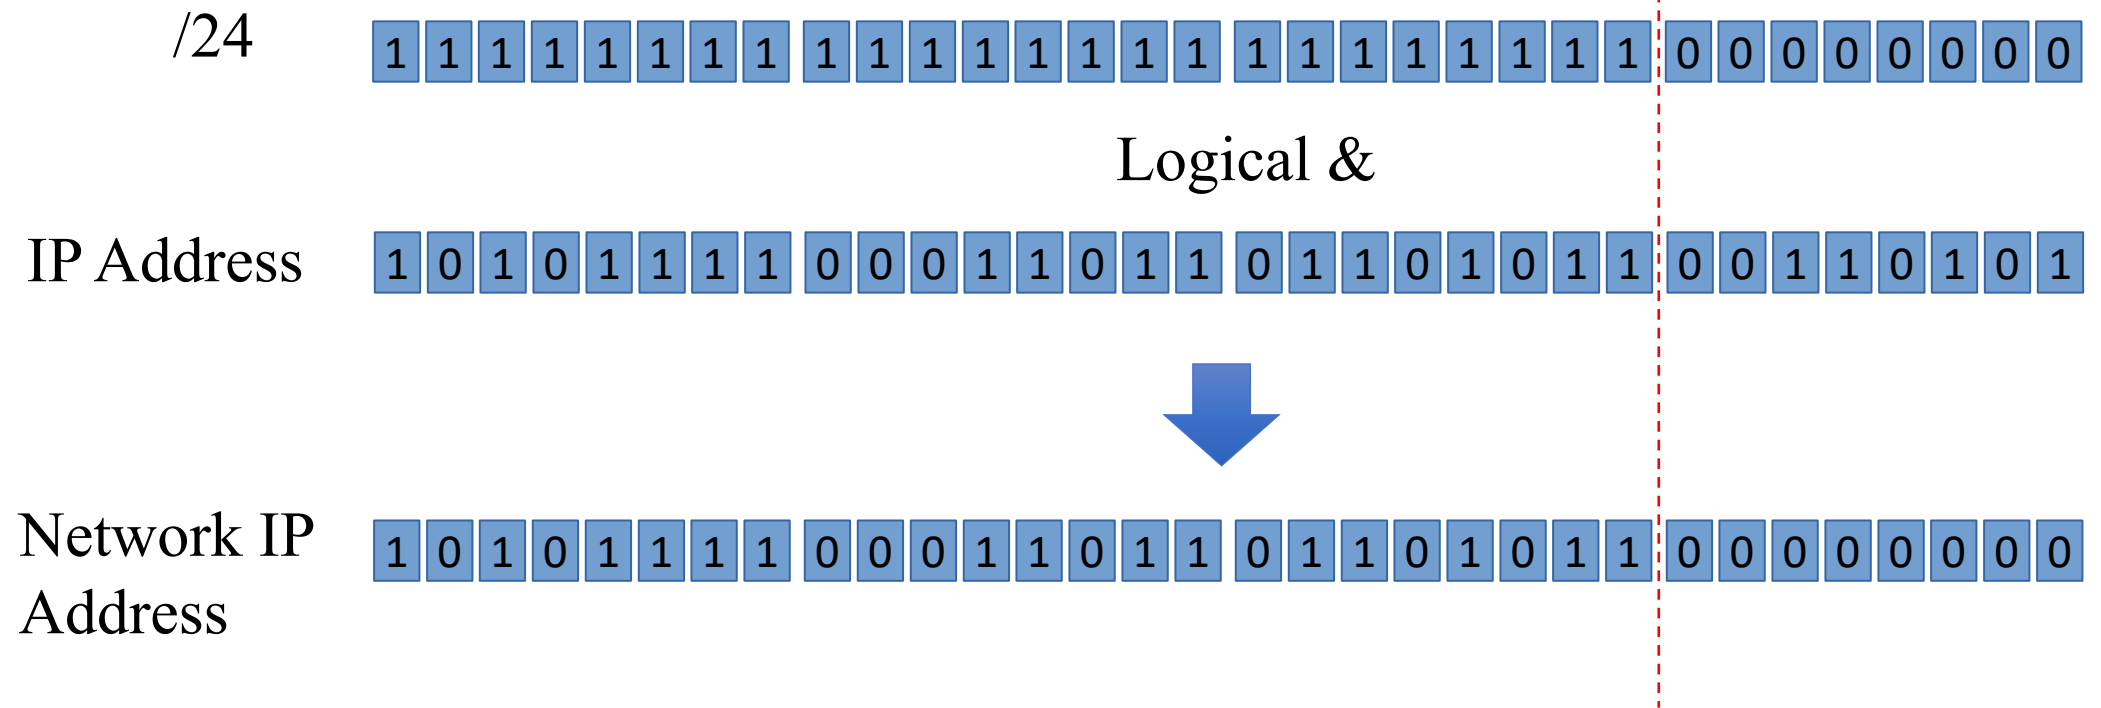 /24 1 1 1 1 1 1 1 1 1 1 1 1 1 1 1 1 1 1 1 1 1 1 1 1 0 0 0 0 0 0 0 0
Logical &
IP Address 1 0 1 0 1 1 1 1 0 0 0 1 1 0 1 1 0 1 1 0 1 0 1 1 0 0 1 1 0 1 0 1
Network IP 1 0 1 0 1 1 1 1 0 0 0 1 1 0 1 1 0 1 1 0 1 0 1 1 0 0 0 0 0 0 0 0
Address